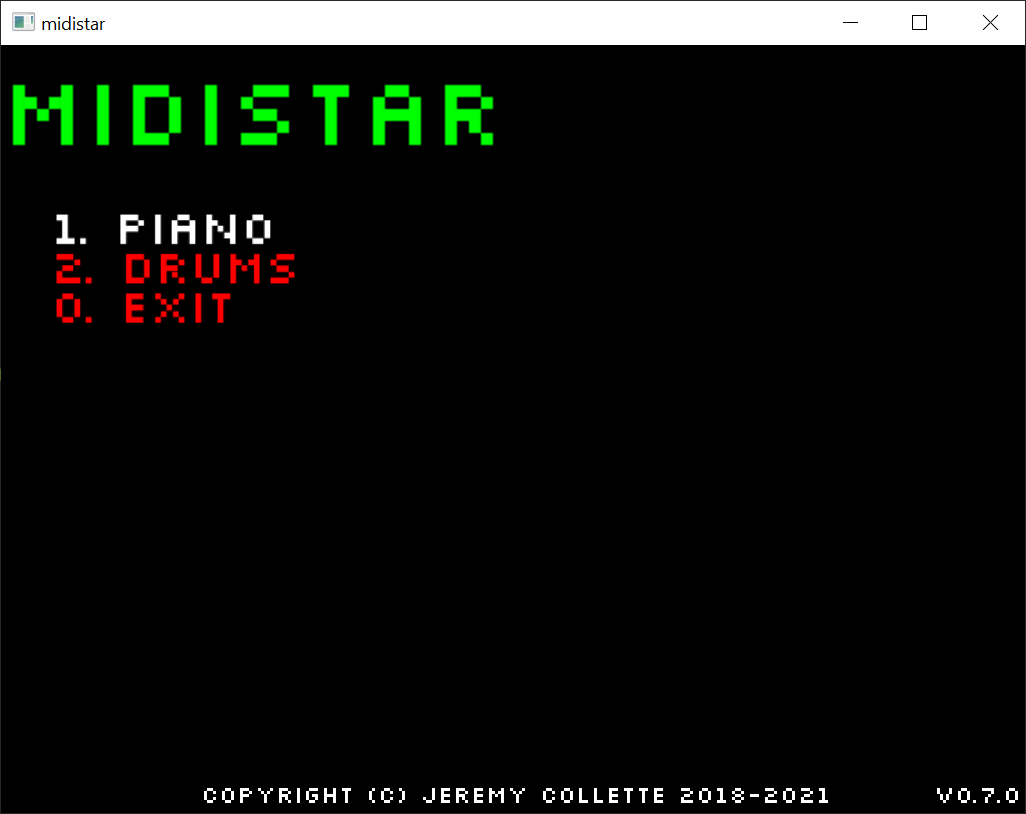 midistar
MIDISTAR
1. PIANO
2. DRUMS
0. EXIT
COPYRIGHT (C) JEREMY COLLETTE 2018-2021
V0.7.0